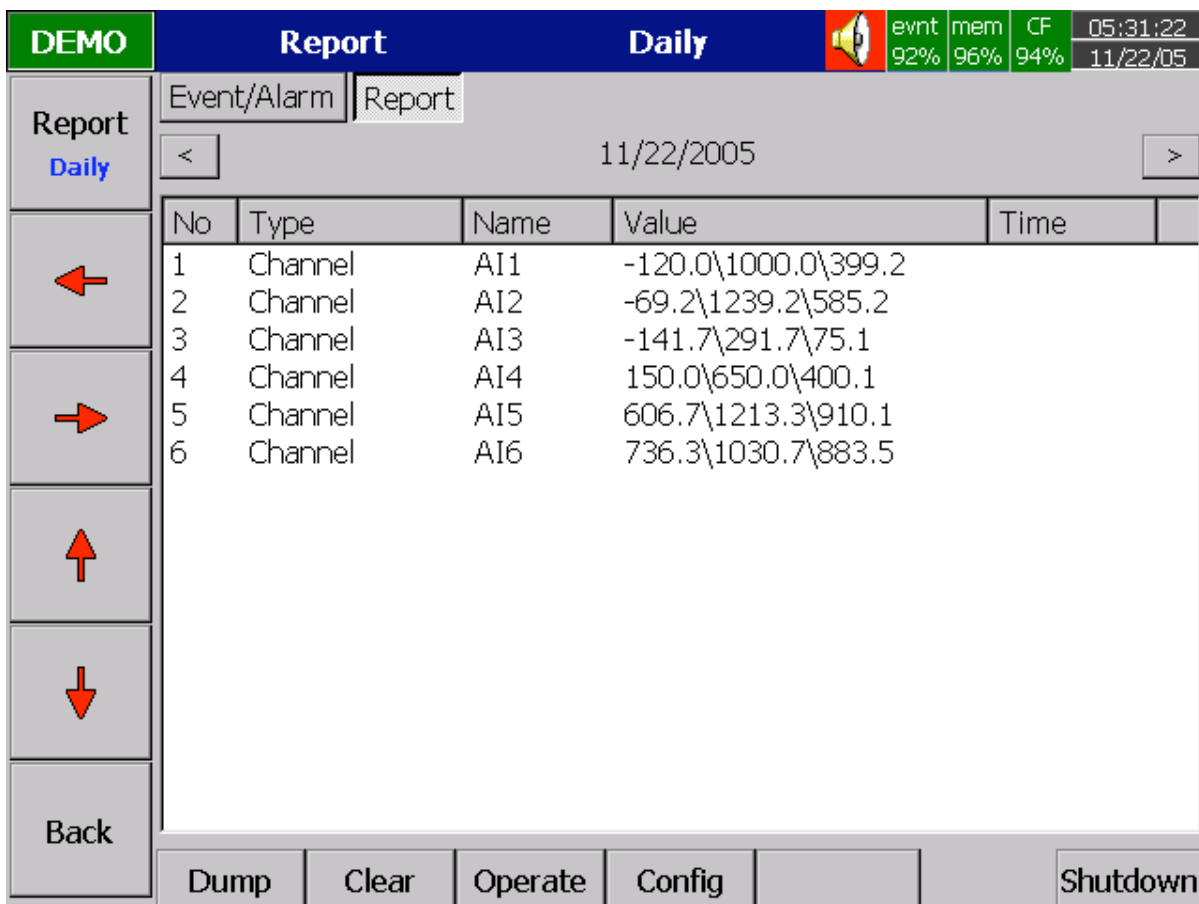 DEMO Report Daily evnt mem CF 05:31:22
92% 96% 94% 11/22/05
Report
Daily
Event/Alarm Report
< 11/22/2005 >
No Type Name Value Time
1 Channel AI1 -120.0\1000.0\399.2
2 Channel AI2 -69.2\1239.2\585.2
3 Channel AI3 -141.7\291.7\75.1
4 Channel AI4 150.0\650.0\400.1
5 Channel AI5 606.7\1213.3\910.1
6 Channel AI6 736.3\1030.7\883.5
Back
Dump Clear Operate Config Shutdown